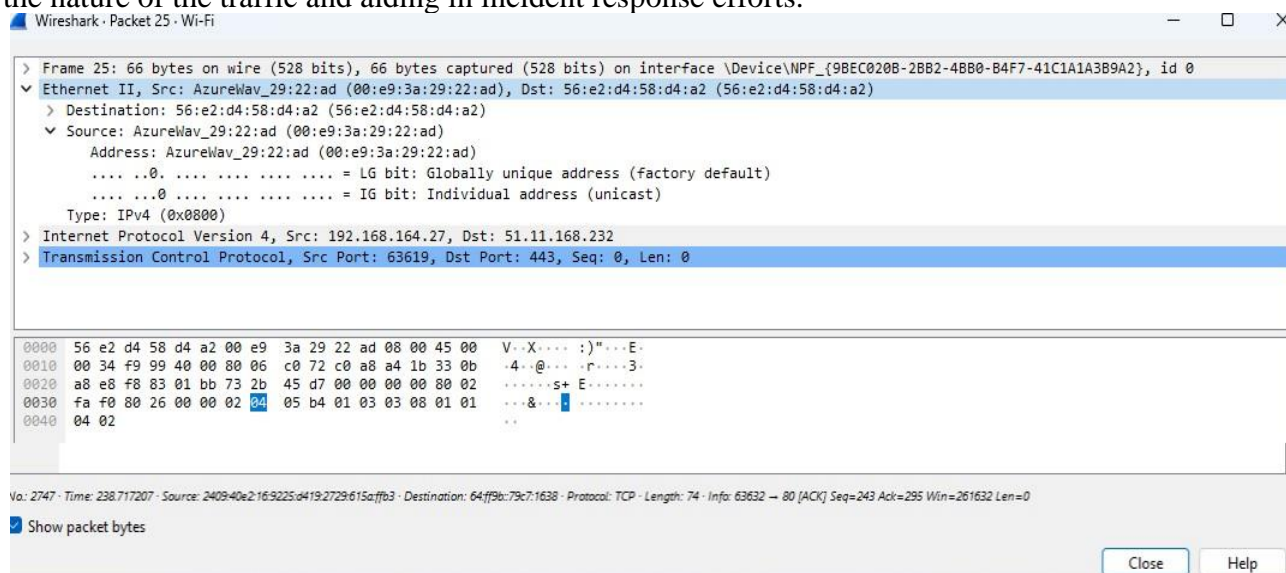 the nature of the traffic and aiding in incident response efforts.
Wireshark · Packet 25 · Wi-Fi
> Frame 25: 66 bytes on wire (528 bits), 66 bytes captured (528 bits) on interface \Device\NPF_{9BEC020B-2BB2-4BB0-B4F7-41C1A1A3B9A2}, id 0
Ethernet II, Src: AzureWav_29:22:ad (00:e9:3a:29:22:ad), Dst: 56:e2:d4:58:d4:a2 (56:e2:d4:58:d4:a2)
> Destination: 56:e2:d4:58:d4:a2 (56:e2:d4:58:d4:a2)
Source: AzureWav_29:22:ad (00:e9:3a:29:22:ad)
Address: AzureWav_29:22:ad (00:e9:3a:29:22:ad)
.... ..0. .... .... .... .... = LG bit: Globally unique address (factory default)
.... ...0 .... .... .... .... = IG bit: Individual address (unicast)
Type: IPv4 (0x0800)
> Internet Protocol Version 4, Src: 192.168.164.27, Dst: 51.11.168.232
> Transmission Control Protocol, Src Port: 63619, Dst Port: 443, Seq: 0, Len: 0
0000 56 e2 d4 58 d4 a2 00 e9 3a 29 22 ad 08 00 45 00 V··X···· :)"···E·
0010 00 34 f9 99 40 00 80 06 c0 72 c0 a8 a4 1b 33 0b ·4··@··· ·r····3·
0020 a8 e8 f8 83 01 bb 73 2b 45 d7 00 00 00 00 80 02 ······s+ E·······
0030 fa f0 80 26 00 00 02 04 05 b4 01 03 03 08 01 01 ···&···· ········
0040 04 02 ··
No.: 2747 · Time: 238.717207 · Source: 2409:40e2:16:9225:d419:2729:615a:ffb3 · Destination: 64:ff9b::79c7:1638 · Protocol: TCP · Length: 74 · Info: 63632 → 80 [ACK] Seq=243 Ack=295 Win=261632 Len=0
Show packet bytes
Close Help